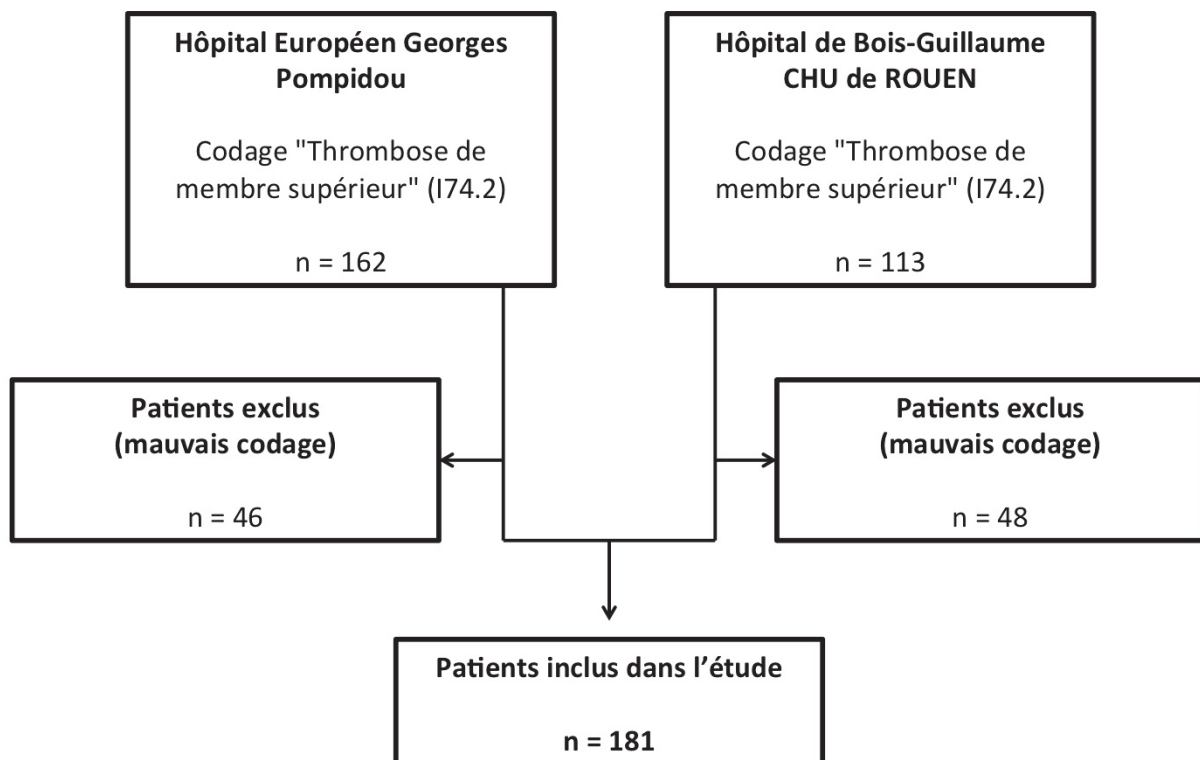 Hôpital Européen Georges
Pompidou
Codage "Thrombose de
membre supérieur" (I74.2)
n = 162
Hôpital de Bois-Guillaume
CHU de ROUEN
Codage "Thrombose de
membre supérieur" (I74.2)
n = 113
Patients exclus
(mauvais codage)
n = 46
Patients exclus
(mauvais codage)
n = 48
Patients inclus dans l’étude
n = 181